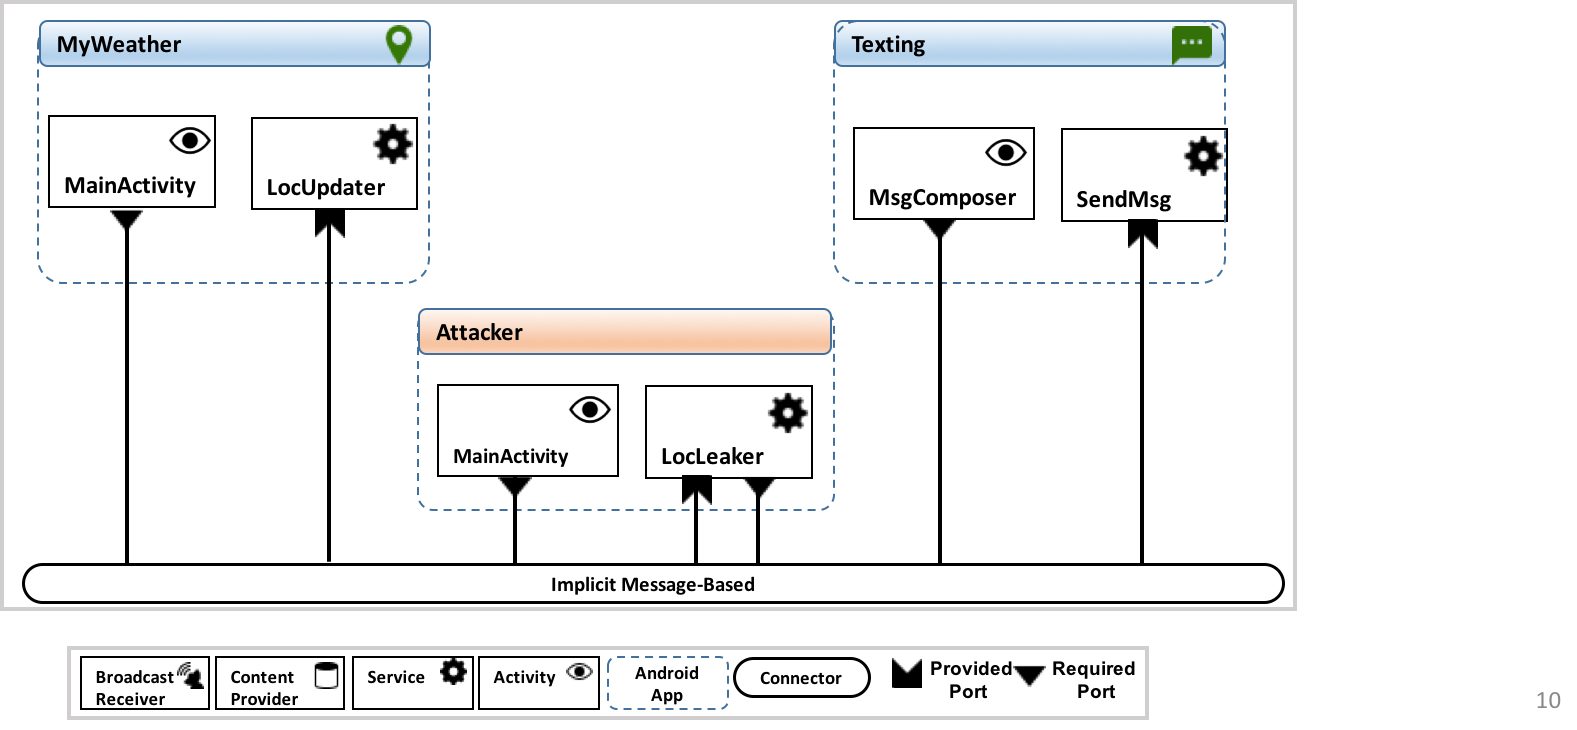 MyWeather
Texting
MainActivity
LocUpdater
MsgComposer
SendMsg
Attacker
MainActivity
LocLeaker
Implicit Message-Based
Broadcast
Receiver
Content
Provider
Service
Activity
Android
App
Connector
Provided
Port
Required
Port
10